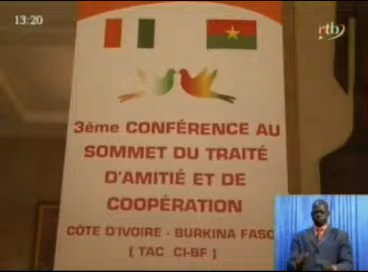 13:20
rtb
3ème CONFÉRENCE AU
SOMMET DU TRAITÉ
D'AMITIÉ ET DE
COOPÉRATION
CÔTE D'IVOIRE - BURKINA FASO
( TAC CI-BF )